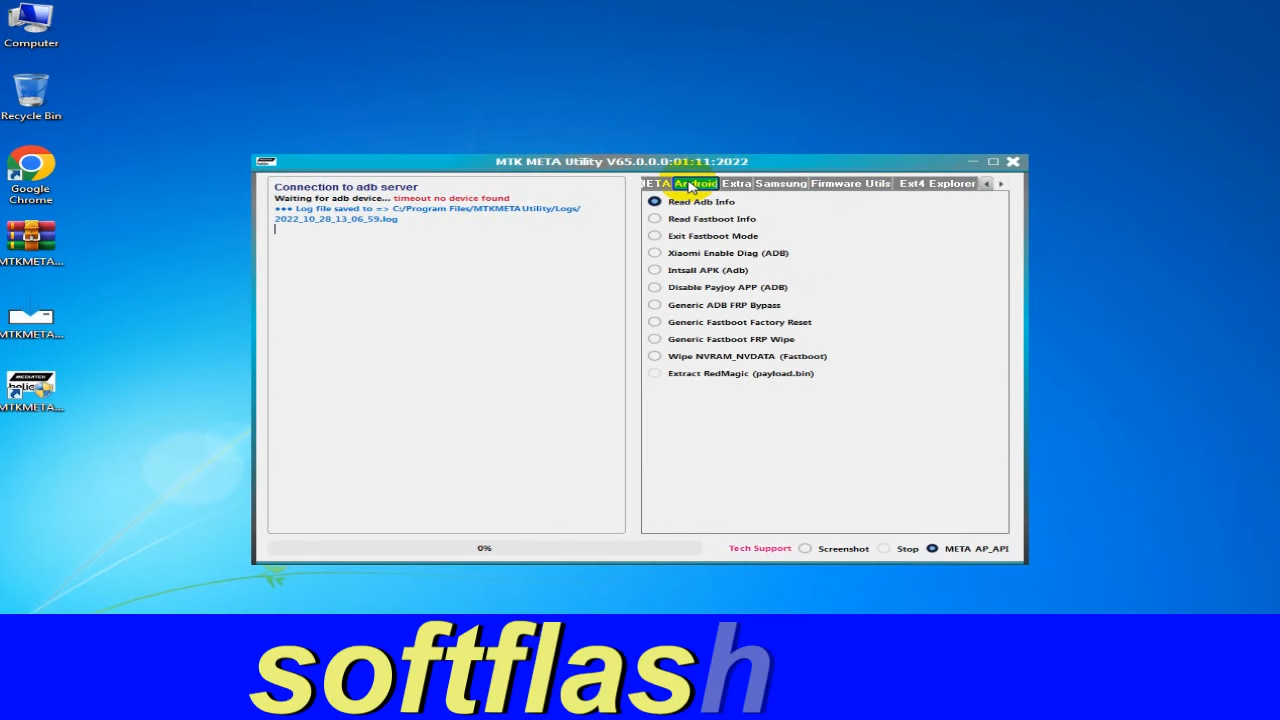 Computer
Recycle Bin
Google
Chrome
MTKMETA...
MTKMETA...
MEDIATEK
helio
MTKMETA...
MTK META Utility V65.0.0.0:01:11:2022
Connection to adb server
Waiting for adb device... timeout no device found
*** Log file saved to => C:/Program Files/MTKMETAUtility/Logs/
2022_10_28_13_06_59.log
META Android Extra Samsung Firmware Utils Ext4 Explorer
Read Adb Info
Read Fastboot Info
Exit Fastboot Mode
Xiaomi Enable Diag (ADB)
Intsall APK (Adb)
Disable Payjoy APP (ADB)
Generic ADB FRP Bypass
Generic Fastboot Factory Reset
Generic Fastboot FRP Wipe
Wipe NVRAM_NVDATA (Fastboot)
Extract RedMagic (payload.bin)
0%
Tech Support Screenshot Stop META AP_API
softflash